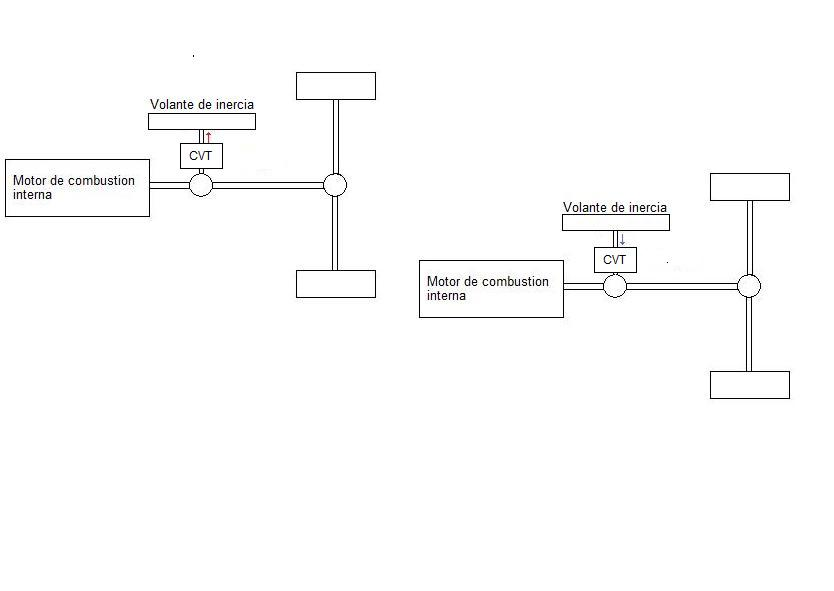 Volante de inercia
CVT
Motor de combustion
interna
Volante de inercia
CVT
Motor de combustion
interna